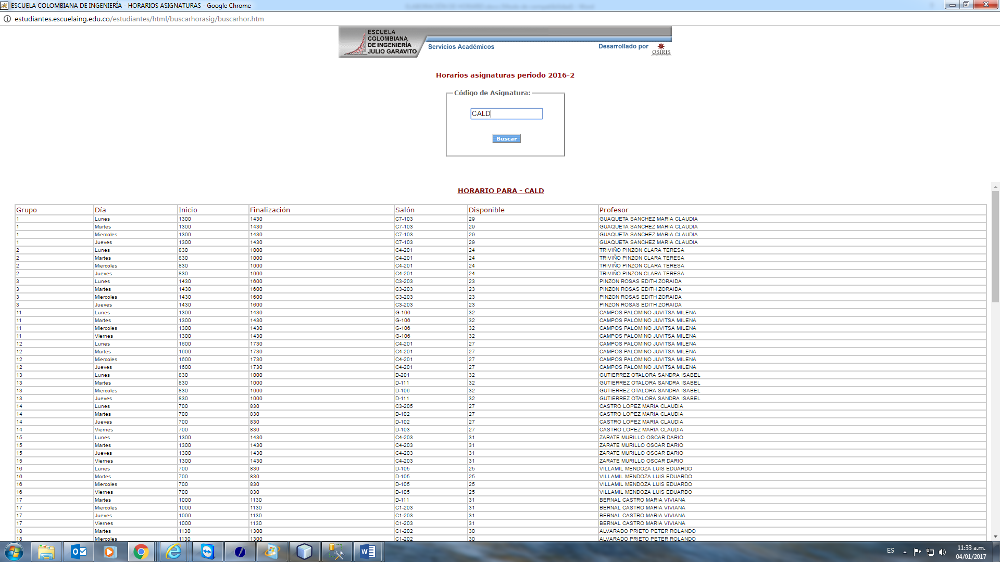 ESCUELA COLOMBIANA DE INGENIERÍA - HORARIOS ASIGNATURAS - Google Chrome
estudiantes.escuelaing.edu.co/estudiantes/html/buscarhorasig/buscarhor.htm
ESCUELA
COLOMBIANA
DE INGENIERÍA
JULIO GARAVITO
Servicios Académicos
Desarrollado por
OSIRIS
Horarios asignaturas periodo 2016-2
Código de Asignatura:
CALD
Buscar
HORARIO PARA - CALD
Grupo Día Inicio Finalización Salón Disponible Profesor
1 Lunes 1300 1430 C7-103 29 GUAQUETA SANCHEZ MARIA CLAUDIA
1 Martes 1300 1430 C7-103 29 GUAQUETA SANCHEZ MARIA CLAUDIA
1 Miercoles 1300 1430 C7-103 29 GUAQUETA SANCHEZ MARIA CLAUDIA
1 Jueves 1300 1430 C7-103 29 GUAQUETA SANCHEZ MARIA CLAUDIA
2 Lunes 830 1000 C4-201 24 TRIVIÑO PINZON CLARA TERESA
2 Martes 830 1000 C4-201 24 TRIVIÑO PINZON CLARA TERESA
2 Miercoles 830 1000 C4-201 24 TRIVIÑO PINZON CLARA TERESA
2 Jueves 830 1000 C4-201 24 TRIVIÑO PINZON CLARA TERESA
3 Lunes 1430 1600 C3-203 23 PINZON ROSAS EDITH ZORAIDA
3 Martes 1430 1600 C3-203 23 PINZON ROSAS EDITH ZORAIDA
3 Miercoles 1430 1600 C3-203 23 PINZON ROSAS EDITH ZORAIDA
3 Jueves 1430 1600 C3-203 23 PINZON ROSAS EDITH ZORAIDA
11 Lunes 1300 1430 G-106 32 CAMPOS PALOMINO JUVITSA MILENA
11 Martes 1300 1430 G-106 32 CAMPOS PALOMINO JUVITSA MILENA
11 Miercoles 1300 1430 G-106 32 CAMPOS PALOMINO JUVITSA MILENA
11 Viernes 1300 1430 G-106 32 CAMPOS PALOMINO JUVITSA MILENA
12 Lunes 1600 1730 C4-201 27 CAMPOS PALOMINO JUVITSA MILENA
12 Martes 1600 1730 C4-201 27 CAMPOS PALOMINO JUVITSA MILENA
12 Miercoles 1600 1730 C4-201 27 CAMPOS PALOMINO JUVITSA MILENA
12 Jueves 1600 1730 C4-201 27 CAMPOS PALOMINO JUVITSA MILENA
13 Lunes 830 1000 D-201 32 GUTIERREZ OTALORA SANDRA ISABEL
13 Martes 830 1000 D-111 32 GUTIERREZ OTALORA SANDRA ISABEL
13 Miercoles 830 1000 D-106 32 GUTIERREZ OTALORA SANDRA ISABEL
13 Jueves 830 1000 D-111 32 GUTIERREZ OTALORA SANDRA ISABEL
14 Lunes 700 830 C3-205 27 CASTRO LOPEZ MARIA CLAUDIA
14 Martes 700 830 D-102 27 CASTRO LOPEZ MARIA CLAUDIA
14 Jueves 700 830 D-102 27 CASTRO LOPEZ MARIA CLAUDIA
14 Viernes 700 830 D-103 27 CASTRO LOPEZ MARIA CLAUDIA
15 Lunes 1300 1430 C4-203 31 ZARATE MURILLO OSCAR DARIO
15 Martes 1300 1430 C4-203 31 ZARATE MURILLO OSCAR DARIO
15 Jueves 1300 1430 C4-203 31 ZARATE MURILLO OSCAR DARIO
15 Viernes 1300 1430 C4-203 31 ZARATE MURILLO OSCAR DARIO
16 Lunes 700 830 D-105 25 VILLAMIL MENDOZA LUIS EDUARDO
16 Martes 700 830 D-105 25 VILLAMIL MENDOZA LUIS EDUARDO
16 Miercoles 700 830 D-105 25 VILLAMIL MENDOZA LUIS EDUARDO
16 Viernes 700 830 D-105 25 VILLAMIL MENDOZA LUIS EDUARDO
17 Martes 1000 1130 D-111 31 BERNAL CASTRO MARIA VIVIANA
17 Miercoles 1000 1130 C1-203 31 BERNAL CASTRO MARIA VIVIANA
17 Jueves 1000 1130 C1-203 31 BERNAL CASTRO MARIA VIVIANA
17 Viernes 1000 1130 C1-203 31 BERNAL CASTRO MARIA VIVIANA
18 Martes 1130 1300 C1-202 30 ALVARADO PRIETO PETER ROLANDO
18 Miercoles 1130 1300 C1-202 30 ALVARADO PRIETO PETER ROLANDO
ES
11:33 a.m.
04/01/2017